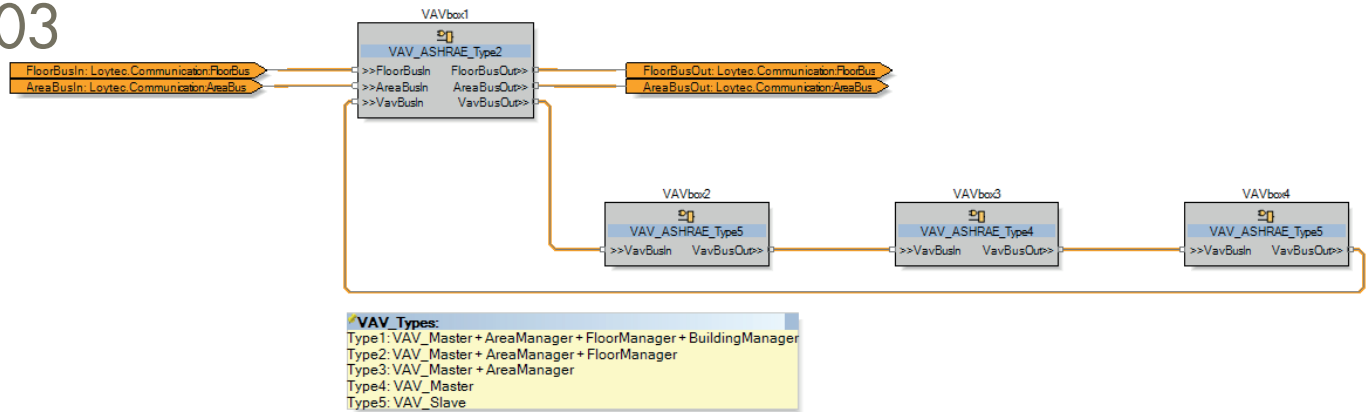 03
VAVbox1
VAV_ASHRAE_Type2
FloorBusIn: Loytec.Communication:FloorBus
>>FloorBusIn FloorBusOut>>
FloorBusOut: Loytec.Communication:FloorBus
AreaBusIn: Loytec.Communication:AreaBus
>>AreaBusIn AreaBusOut>>
AreaBusOut: Loytec.Communication:AreaBus
>>VavBusIn VavBusOut>>
VAVbox2
VAV_ASHRAE_Type5
>>VavBusIn VavBusOut>>
VAVbox3
VAV_ASHRAE_Type4
>>VavBusIn VavBusOut>>
VAVbox4
VAV_ASHRAE_Type5
>>VavBusIn VavBusOut>>
VAV_Types:
Type1: VAV_Master + AreaManager + FloorManager + BuildingManager
Type2: VAV_Master + AreaManager + FloorManager
Type3: VAV_Master + AreaManager
Type4: VAV_Master
Type5: VAV_Slave